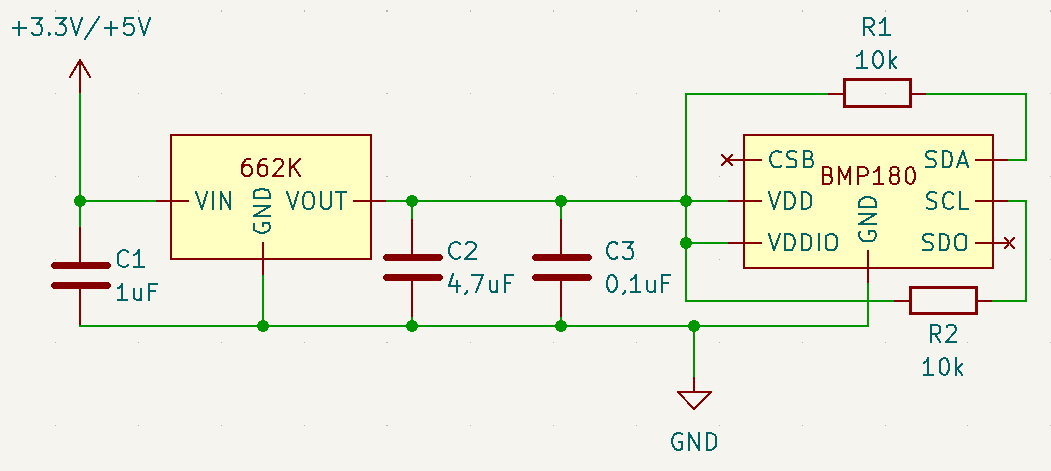 +3.3V/+5V
R1
10k
662K
VIN
GND
VOUT
CSB
SDA
BMP180
VDD
SCL
GND
VDDIO
SDO
C1
1uF
C2
4,7uF
C3
0,1uF
R2
10k
GND